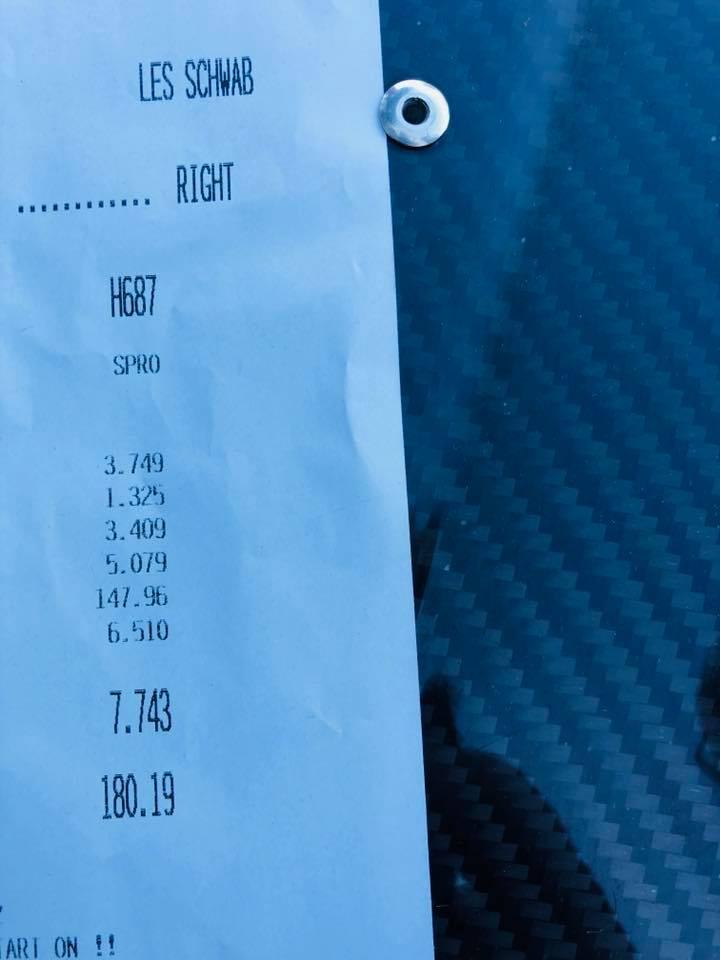 LES SCHWAB
............ RIGHT
H687
SPRO
3.749
1.325
3.409
5.079
147.96
6.510
7.743
180.19
TART ON !!